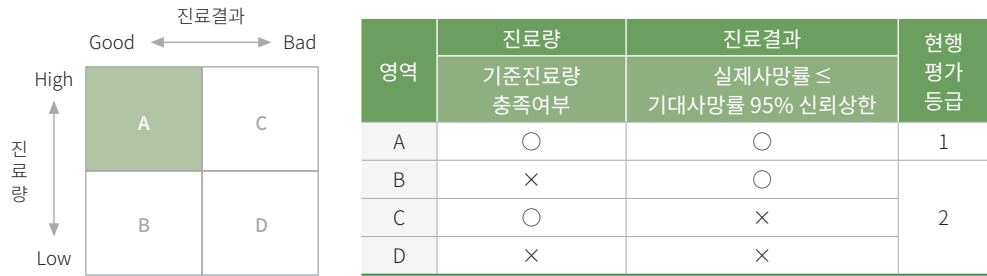 진료결과
Good Bad
High
A C
진료량
B D
Low
영역 진료량 진료결과 현행 평가 등급
기준진료량 충족여부 실제사망률 ≤ 기대사망률 95% 신뢰상한
A ○ ○ 1
B × ○ 2
C ○ ×
D × ×